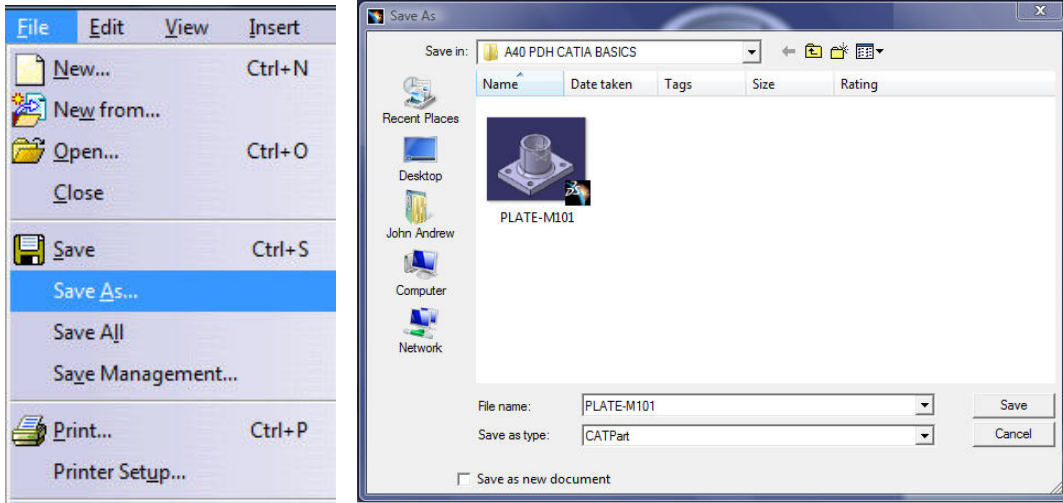 File Edit View Insert
New... Ctrl+N
New from...
Open... Ctrl+O
Close
Save Ctrl+S
Save As...
Save All
Save Management...
Print... Ctrl+P
Printer Setup...
Save As x
Save in: A40 PDH CATIA BASICS
Name Date taken Tags Size Rating
Recent Places
Desktop
John Andrew
Computer
Network
PLATE-M101
File name: PLATE-M101 Save
Save as type: CATPart Cancel
Save as new document